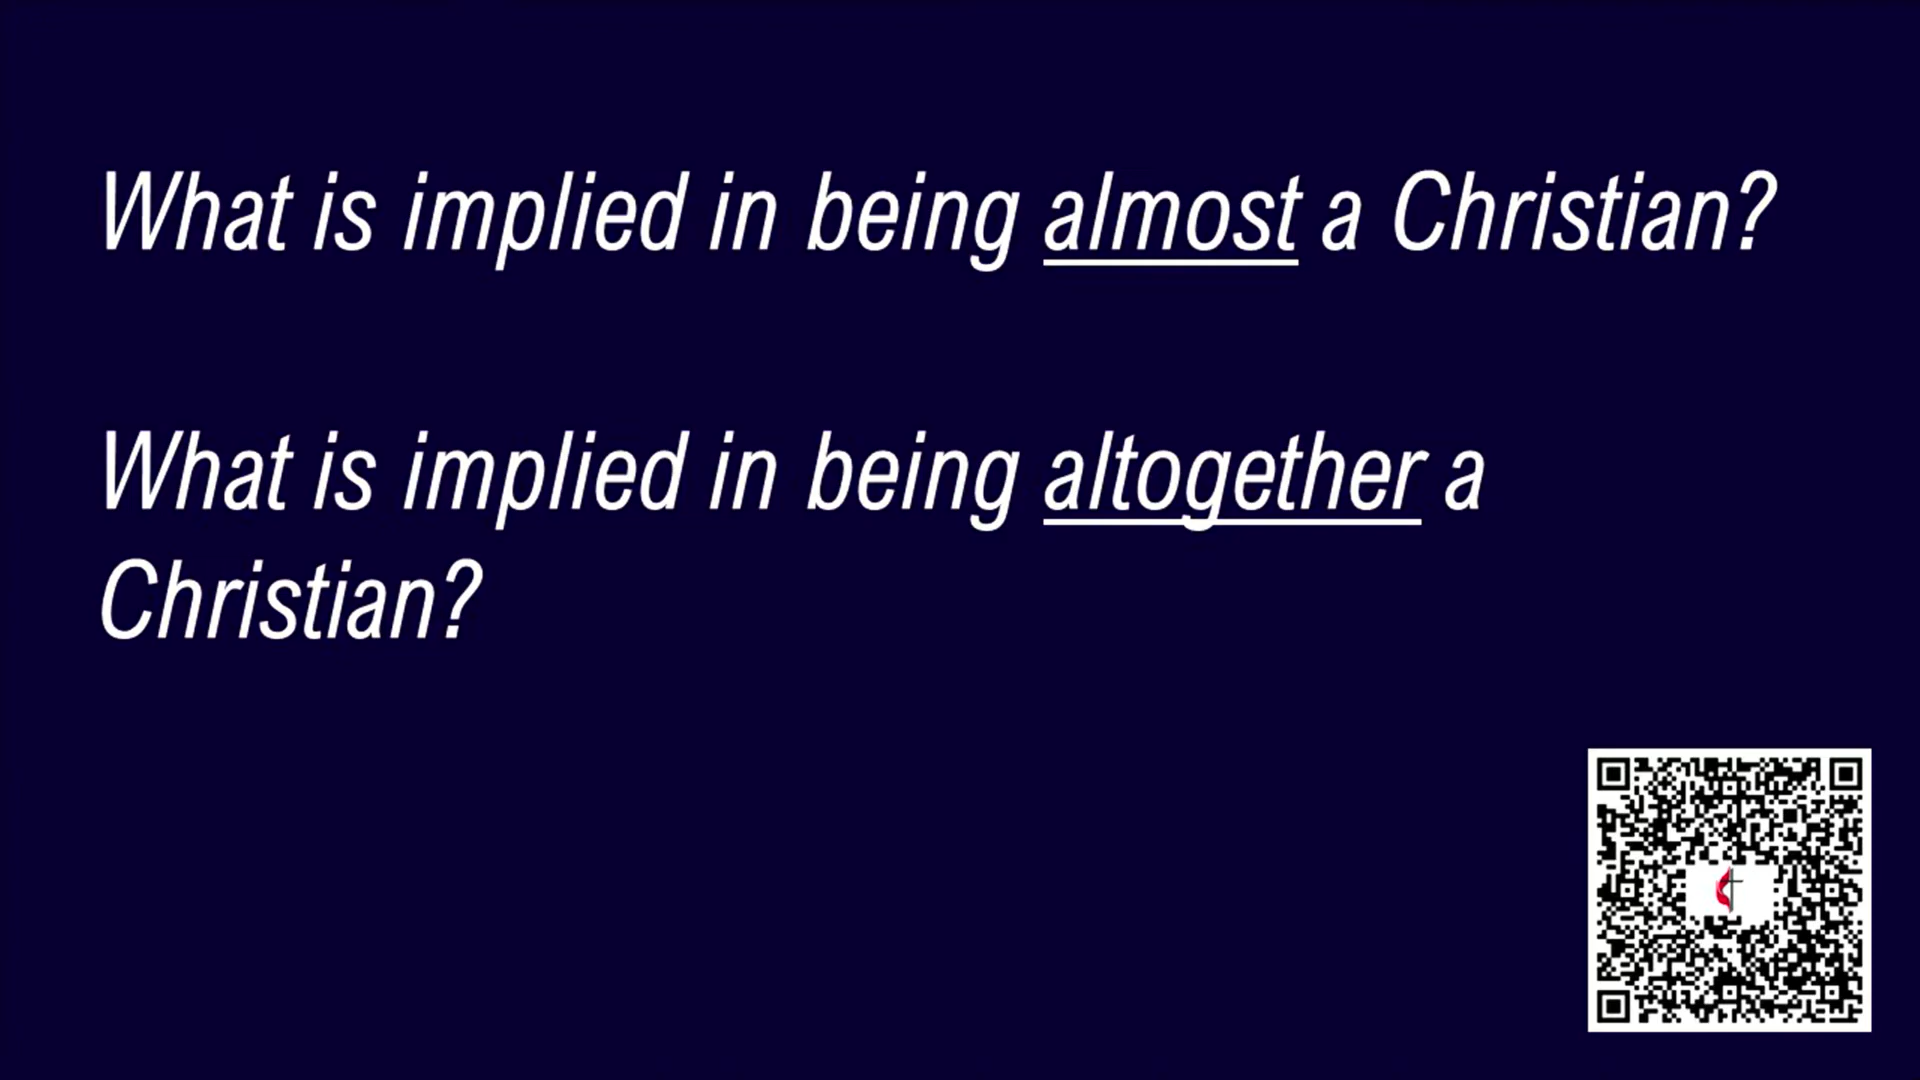 What is implied in being almost a Christian?
What is implied in being altogether a
Christian?